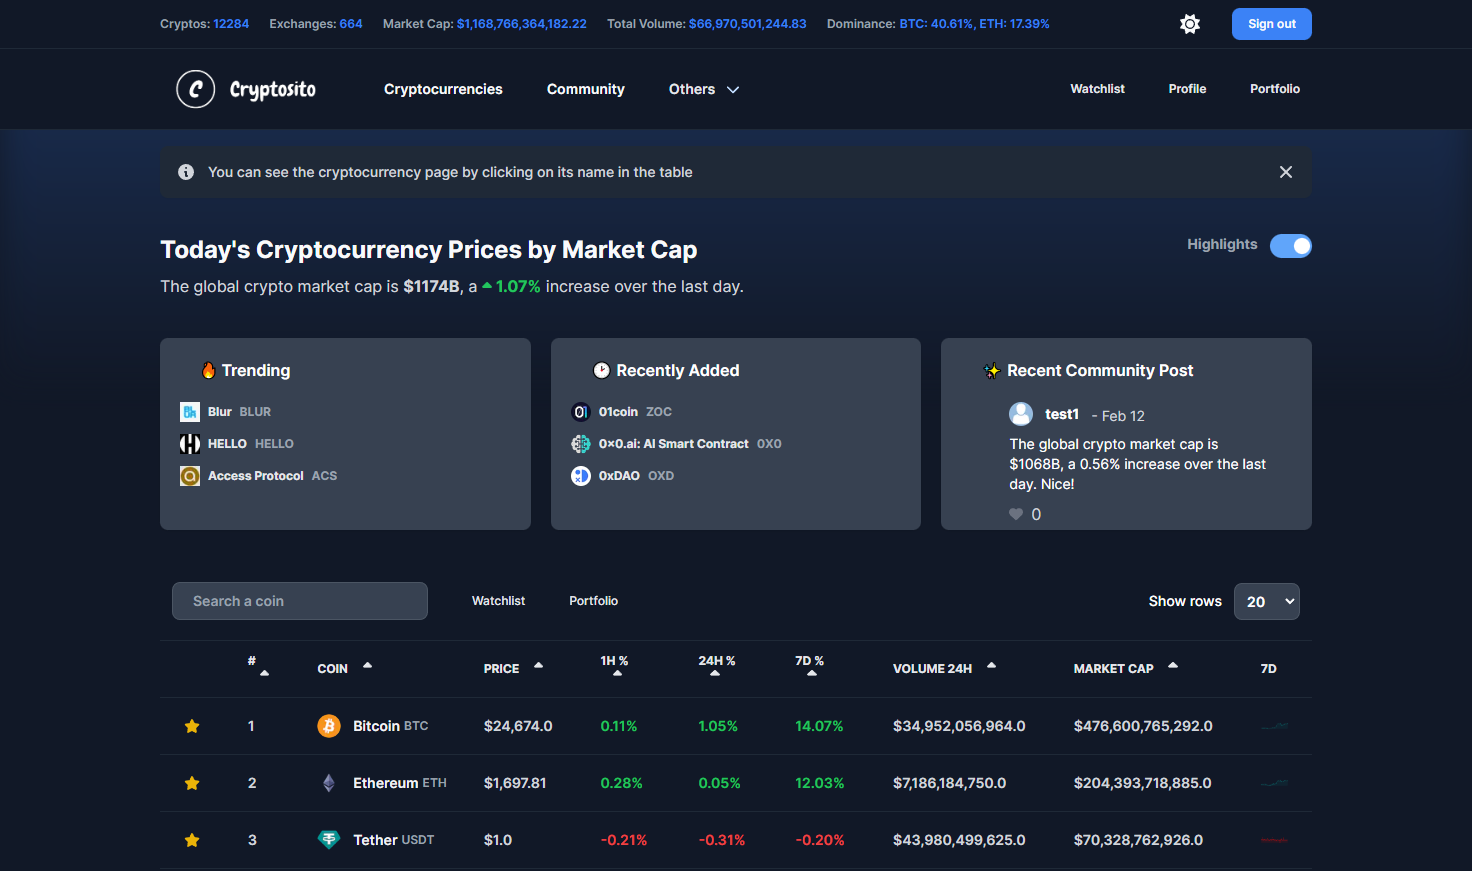 Cryptos: 12284 Exchanges: 664 Market Cap: $1,168,766,364,182.22 Total Volume: $66,970,501,244.83 Dominance: BTC: 40.61%, ETH: 17.39% Sign out
C Cryptosito Cryptocurrencies Community Others Watchlist Profile Portfolio
You can see the cryptocurrency page by clicking on its name in the table
Today's Cryptocurrency Prices by Market Cap Highlights
The global crypto market cap is $1174B, a 1.07% increase over the last day.
Trending
Blur BLUR
HELLO HELLO
Access Protocol ACS
Recently Added
01coin ZOC
0x0.ai: AI Smart Contract 0X0
0xDAO OXD
Recent Community Post
test1 - Feb 12
The global crypto market cap is
$1068B, a 0.56% increase over the last
day. Nice!
0
Search a coin Watchlist Portfolio Show rows 20
# COIN PRICE 1H % 24H % 7D % VOLUME 24H MARKET CAP 7D
1 Bitcoin BTC $24,674.0 0.11% 1.05% 14.07% $34,952,056,964.0 $476,600,765,292.0
2 Ethereum ETH $1,697.81 0.28% 0.05% 12.03% $7,186,184,750.0 $204,393,718,885.0
3 Tether USDT $1.0 -0.21% -0.31% -0.20% $43,980,499,625.0 $70,328,762,926.0